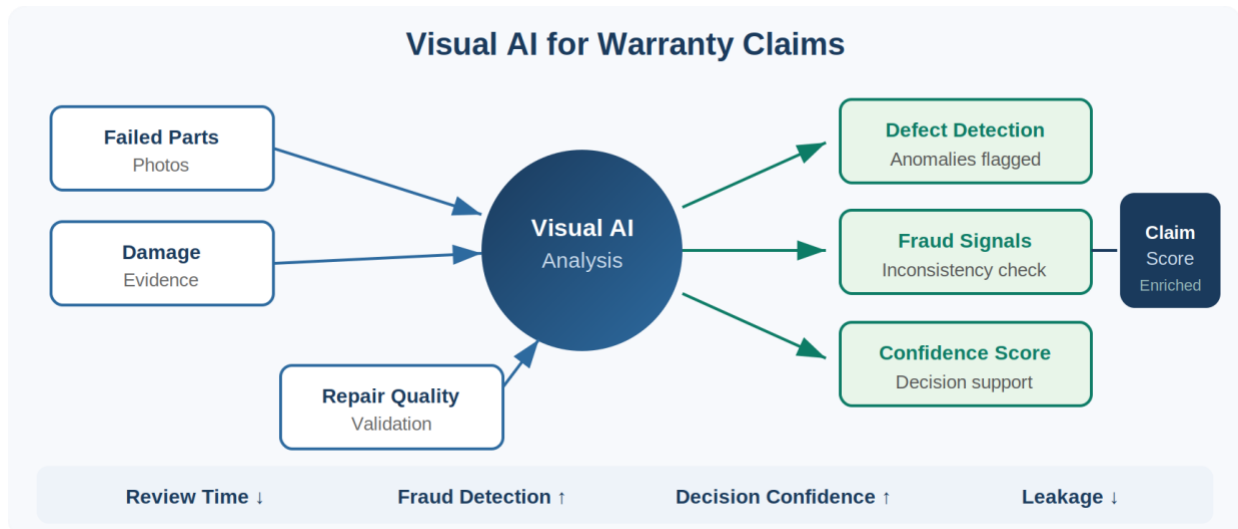 Visual AI for Warranty Claims
Failed Parts
Photos
Damage
Evidence
Repair Quality
Validation
Visual AI
Analysis
Defect Detection
Anomalies flagged
Fraud Signals
Inconsistency check
Confidence Score
Decision support
Claim
Score
Enriched
Review Time ↓
Fraud Detection ↑
Decision Confidence ↑
Leakage ↓